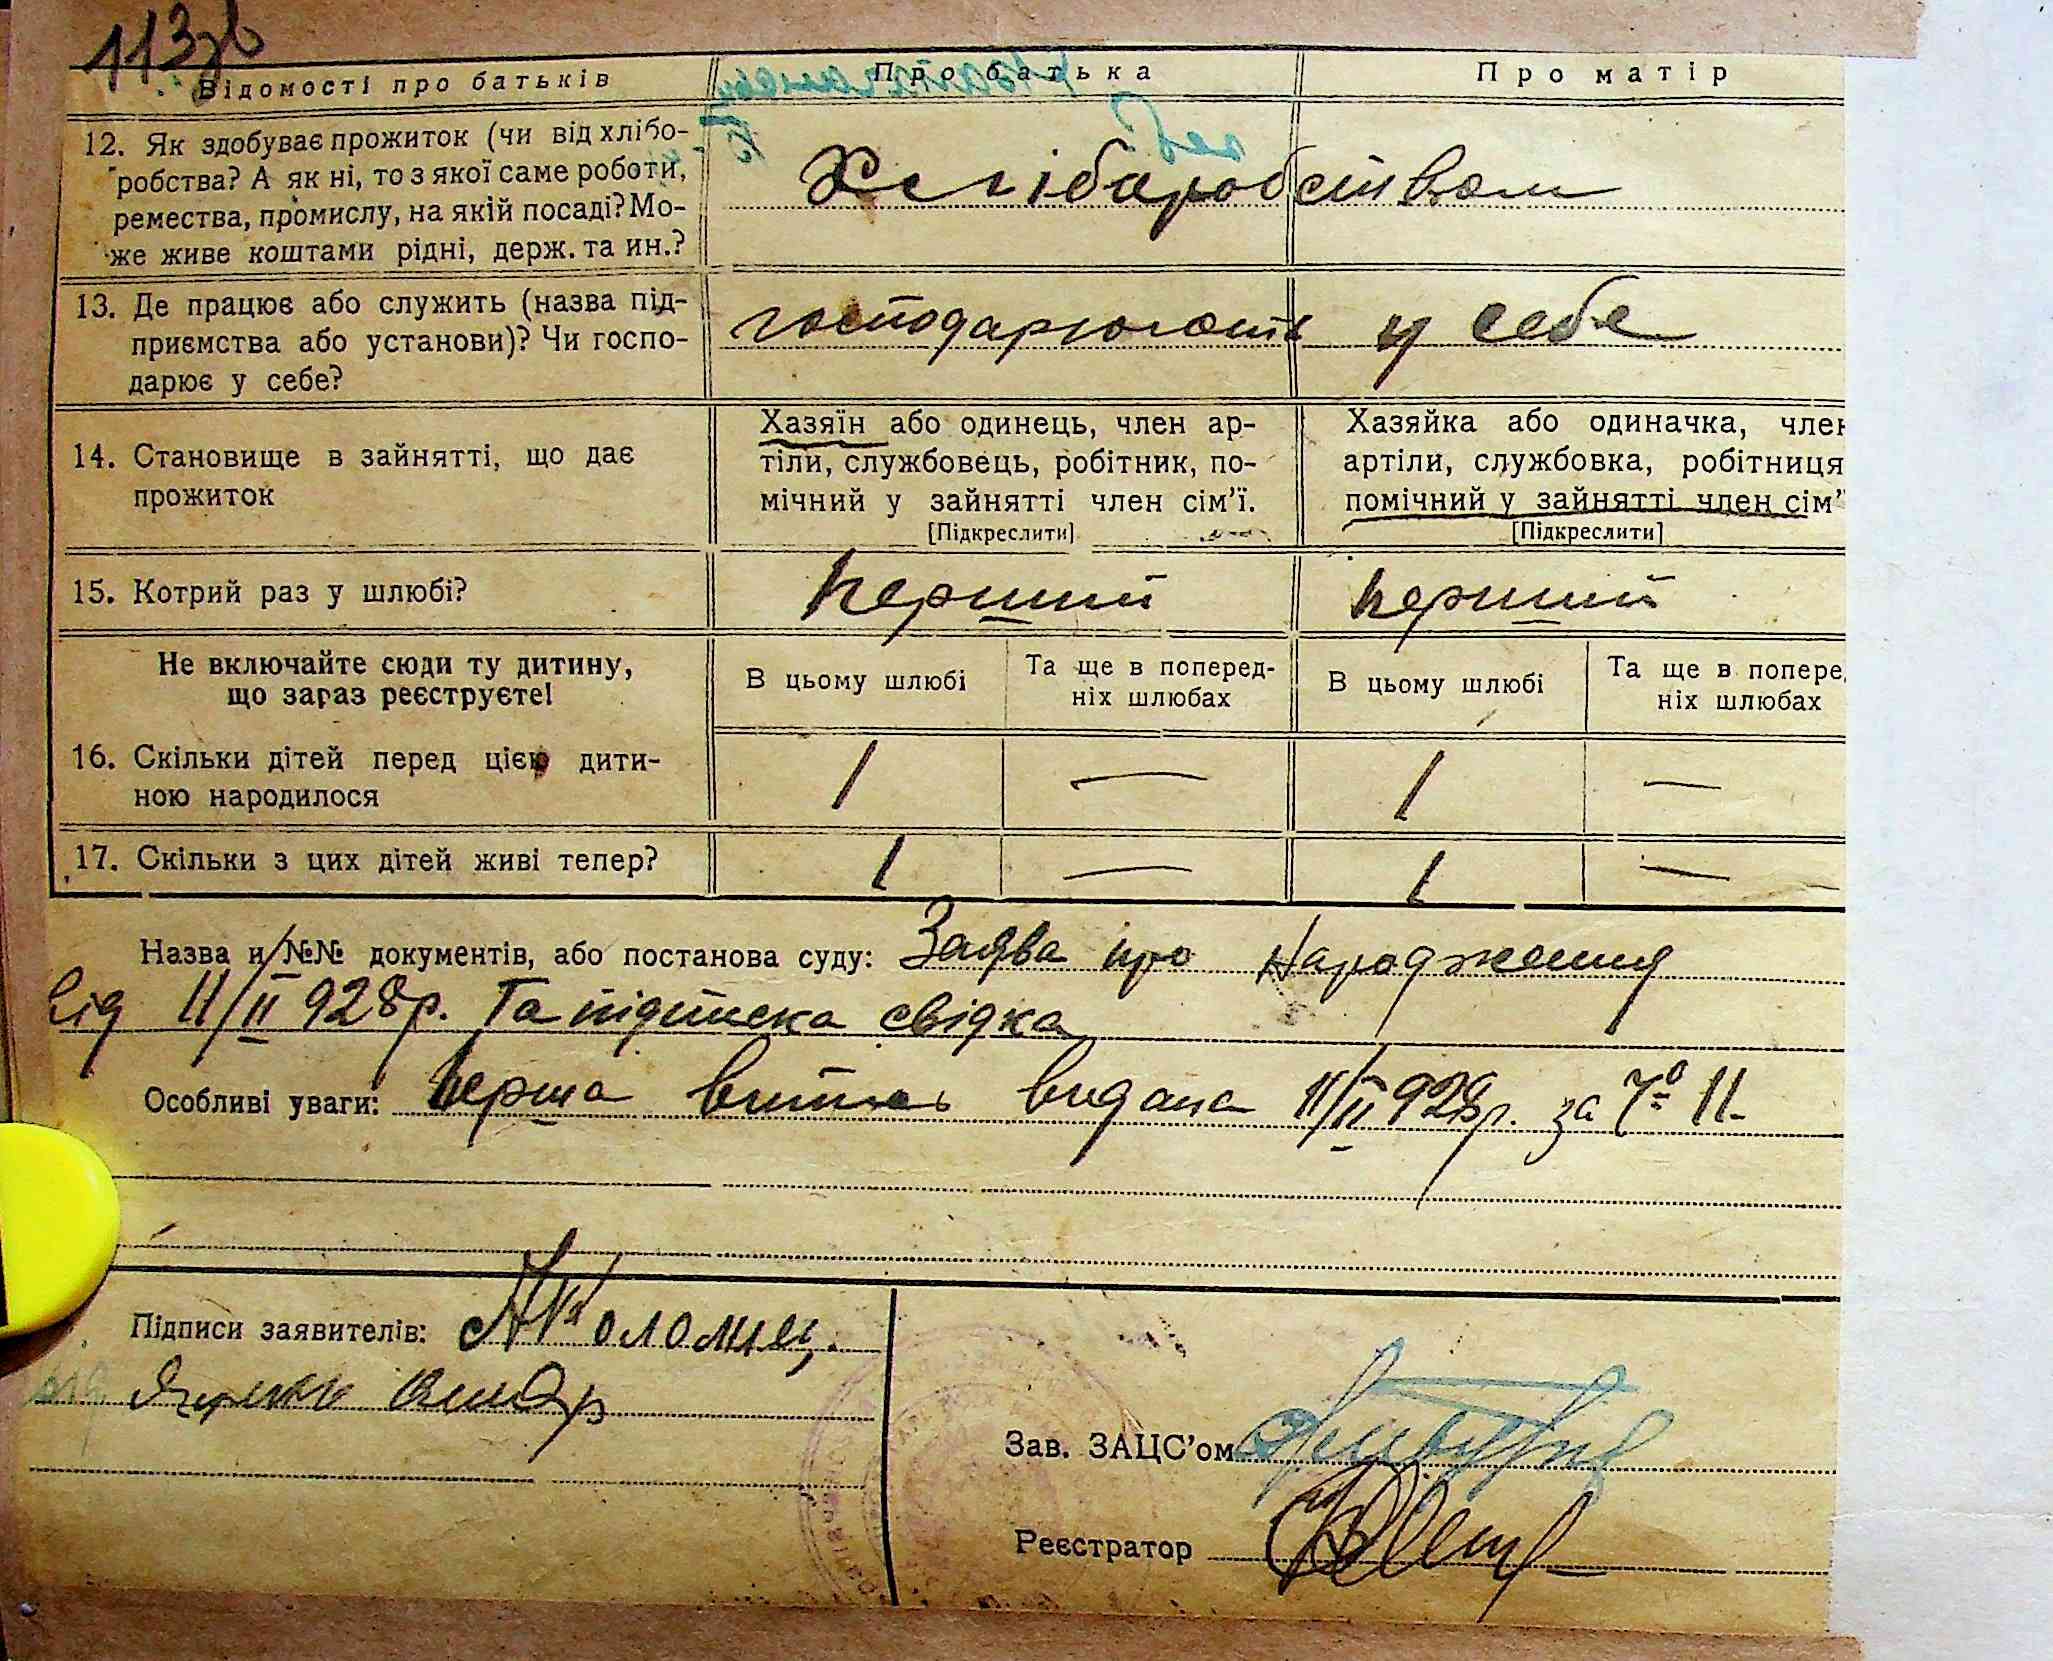 113зв
Відомості про батьків Про батька Про матір
12. Як здобуває прожиток (чи від хлібо-
робства? А як ні, то з якої саме роботи,
ремества, промислу, на якій посаді? Мо-
же живе коштами рідні, держ. та ин.?
Хлібаробством
13. Де працює або служить (назва під-
приємства або установи)? Чи госпо-
дарює у себе?
господарюють у себе
14. Становище в зайнятті, що дає
прожиток
Хазяїн або одинець, член ар-
тіли, службовець, робітник, по-
мічний у зайнятті член сім'ї.
[Підкреслити]
Хазяйка або одиначка, член
артіли, службовка, робітниця
помічний у зайнятті член сім'
[Підкреслити]
15. Котрий раз у шлюбі? перший перший
Не включайте сюди ту дитину,
що зараз реєструєте!
В цьому шлюбі
Та ще в поперед-
ніх шлюбах
В цьому шлюбі
Та ще в попере
ніх шлюбах
16. Скільки дітей перед цією дити-
ною народилося
1 — 1 —
17. Скільки з цих дітей живі тепер? 1 — 1 —
Назва и №№ документів, або постанова суду: Заява про народження
від 11/II 928р. та підписка свідка
Особливі уваги: перша витись видана 11/II 928р. за № 11-
Підписи заявителів: А Коломиец.
Зав. ЗАЦС'ом
Реєстратор